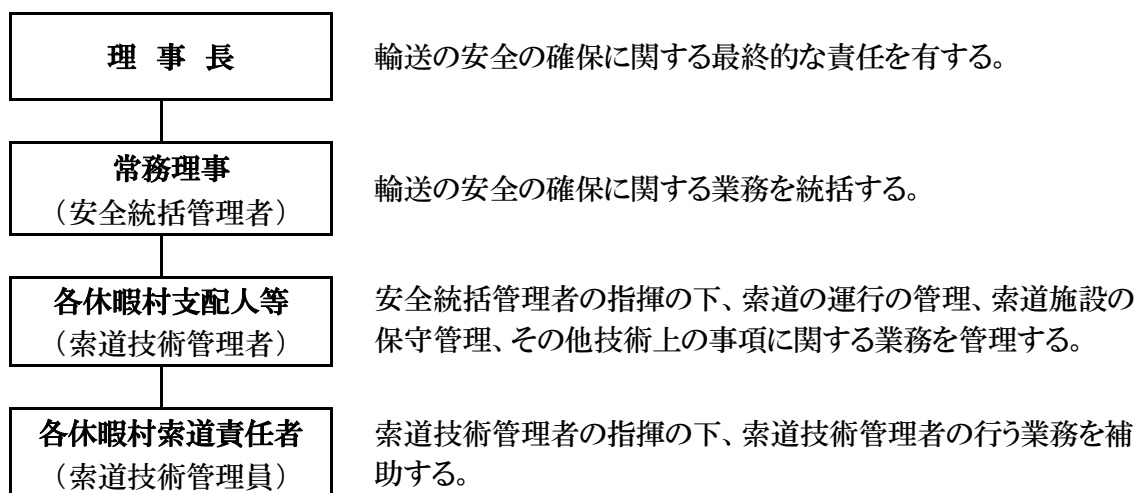 理 事 長
輸送の安全の確保に関する最終的な責任を有する。
常務理事
（安全統括管理者）
輸送の安全の確保に関する業務を統括する。
各休暇村支配人等
（索道技術管理者）
安全統括管理者の指揮の下、索道の運行の管理、索道施設の
保守管理、その他技術上の事項に関する業務を管理する。
各休暇村索道責任者
（索道技術管理員）
索道技術管理者の指揮の下、索道技術管理者の行う業務を補
助する。